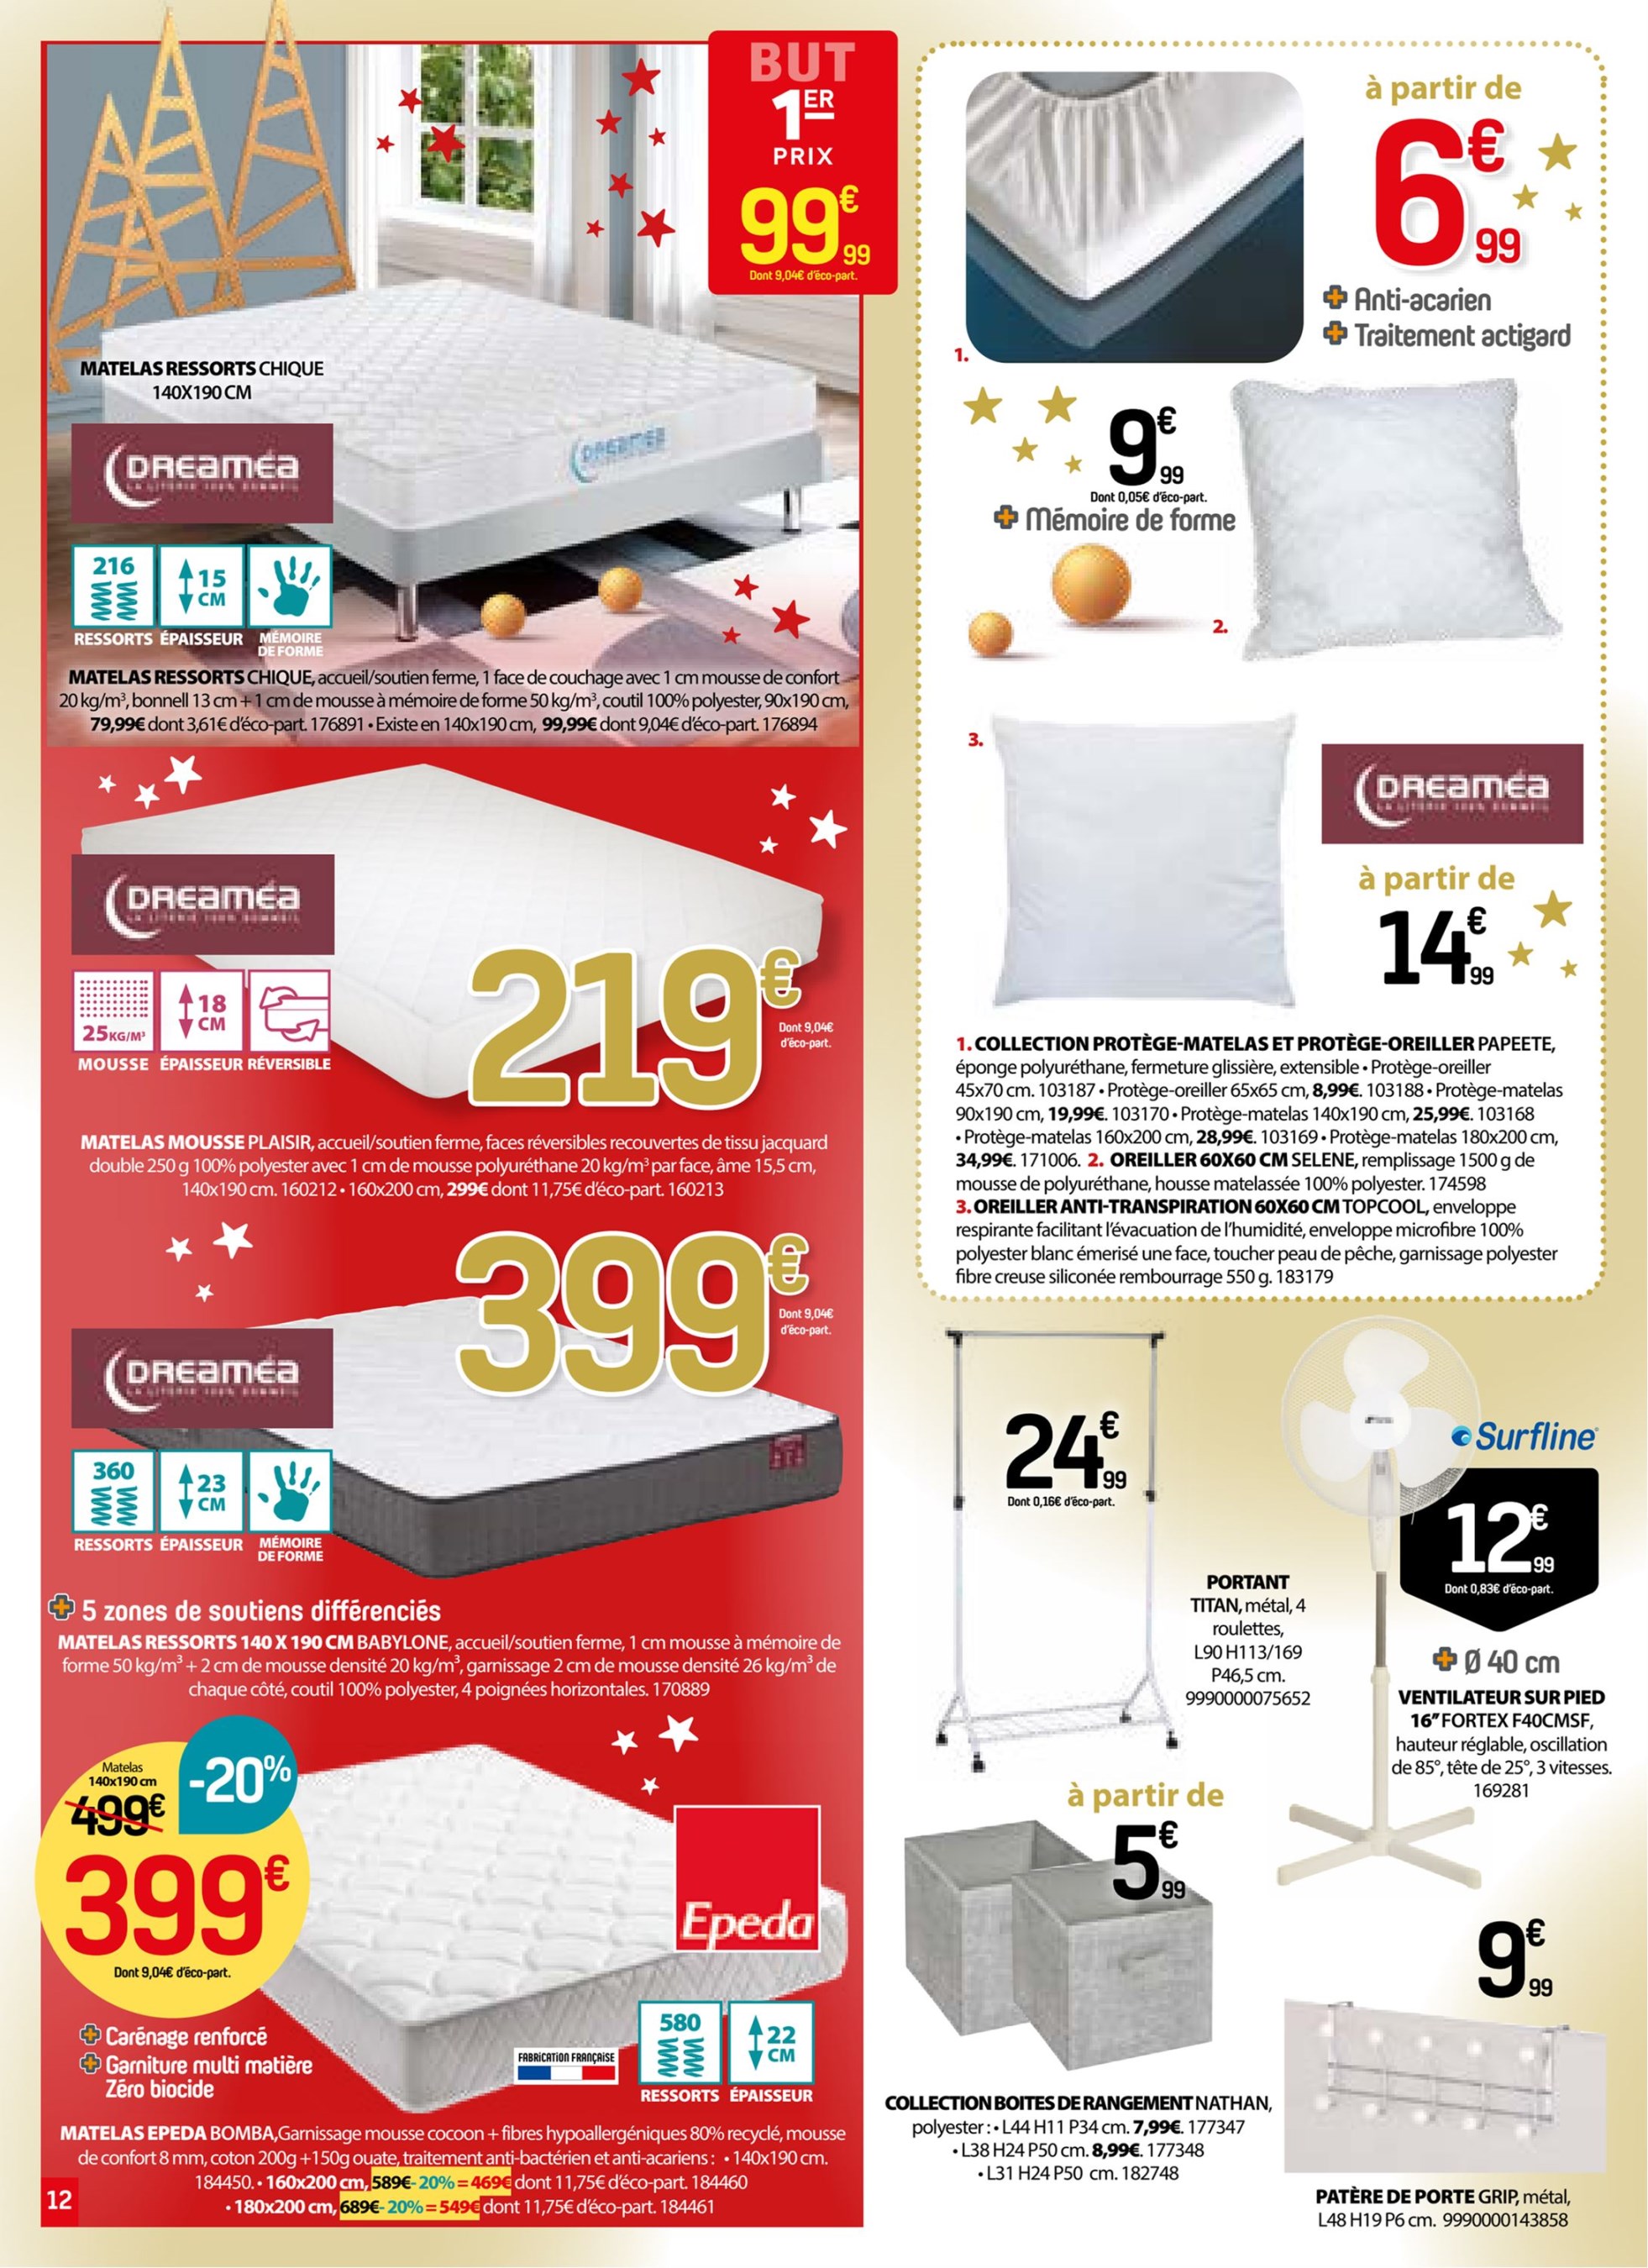 BUT
1ER
PRIX
99€99
Dont 9,04€ d'éco-part.
MATELAS RESSORTS CHIQUE
140X190 CM
DREAMéA
LA LITERIE 100% SOMMEIL
DREAMéA
216
15
CM
RESSORTS ÉPAISSEUR MÉMOIRE
DE FORME
MATELAS RESSORTS CHIQUE, accueil/soutien ferme, 1 face de couchage avec 1 cm mousse de confort
20 kg/m³, bonnell 13 cm + 1 cm de mousse à mémoire de forme 50 kg/m³, coutil 100% polyester, 90x190 cm,
79,99€ dont 3,61€ d'éco-part. 176891 • Existe en 140x190 cm, 99,99€ dont 9,04€ d'éco-part. 176894
DREAMéA
LA LITERIE 100% SOMMEIL
219€
Dont 9,04€
d'éco-part.
25KG/M³
18
CM
MOUSSE ÉPAISSEUR RÉVERSIBLE
MATELAS MOUSSE PLAISIR, accueil/soutien ferme, faces réversibles recouvertes de tissu jacquard
double 250 g 100% polyester avec 1 cm de mousse polyuréthane 20 kg/m³ par face, âme 15,5 cm,
140x190 cm. 160212 • 160x200 cm, 299€ dont 11,75€ d'éco-part. 160213
399€
Dont 9,04€
d'éco-part.
DREAMéA
LA LITERIE 100% SOMMEIL
360
23
CM
RESSORTS ÉPAISSEUR MÉMOIRE
DE FORME
5 zones de soutiens différenciés
MATELAS RESSORTS 140 X 190 CM BABYLONE, accueil/soutien ferme, 1 cm mousse à mémoire de
forme 50 kg/m³ + 2 cm de mousse densité 20 kg/m³, garnissage 2 cm de mousse densité 26 kg/m³ de
chaque côté, coutil 100% polyester, 4 poignées horizontales. 170889
Matelas
140x190 cm
499€
-20%
399€
Dont 9,04€ d'éco-part.
Epeda
Carénage renforcé
Garniture multi matière
Zéro biocide
FABRICATION FRANÇAISE
580
22
CM
RESSORTS ÉPAISSEUR
MATELAS EPEDA BOMBA,Garnissage mousse cocoon + fibres hypoallergéniques 80% recyclé, mousse
de confort 8 mm, coton 200g +150g ouate, traitement anti-bactérien et anti-acariens : • 140x190 cm.
184450. • 160x200 cm, 589€- 20% = 469€ dont 11,75€ d'éco-part. 184460
• 180x200 cm, 689€- 20% = 549€ dont 11,75€ d'éco-part. 184461
12
à partir de
6€99
Anti-acarien
Traitement actigard
1.
9€99
Dont 0,05€ d'éco-part.
Mémoire de forme
2.
3.
DREAMéA
LA LITERIE 100% SOMMEIL
à partir de
14€99
1. COLLECTION PROTÈGE-MATELAS ET PROTÈGE-OREILLER PAPEETE,
éponge polyuréthane, fermeture glissière, extensible • Protège-oreiller
45x70 cm. 103187 • Protège-oreiller 65x65 cm, 8,99€. 103188 • Protège-matelas
90x190 cm, 19,99€. 103170 • Protège-matelas 140x190 cm, 25,99€. 103168
• Protège-matelas 160x200 cm, 28,99€. 103169 • Protège-matelas 180x200 cm,
34,99€. 171006. 2. OREILLER 60X60 CM SELENE, remplissage 1500 g de
mousse de polyuréthane, housse matelassée 100% polyester. 174598
3. OREILLER ANTI-TRANSPIRATION 60X60 CM TOPCOOL, enveloppe
respirante facilitant l'évacuation de l'humidité, enveloppe microfibre 100%
polyester blanc émerisé une face, toucher peau de pêche, garnissage polyester
fibre creuse siliconée rembourrage 550 g. 183179
24€99
Dont 0,16€ d'éco-part.
PORTANT
TITAN, métal, 4
roulettes,
L90 H113/169
P46,5 cm.
9990000075652
Surfline
12€99
Dont 0,83€ d'éco-part.
Ø 40 cm
VENTILATEUR SUR PIED
16" FORTEX F40CMSF,
hauteur réglable, oscillation
de 85°, tête de 25°, 3 vitesses.
169281
à partir de
5€99
COLLECTION BOITES DE RANGEMENT NATHAN,
polyester : • L44 H11 P34 cm. 7,99€. 177347
• L38 H24 P50 cm. 8,99€. 177348
• L31 H24 P50 cm. 182748
9€99
PATÈRE DE PORTE GRIP, métal,
L48 H19 P6 cm. 9990000143858